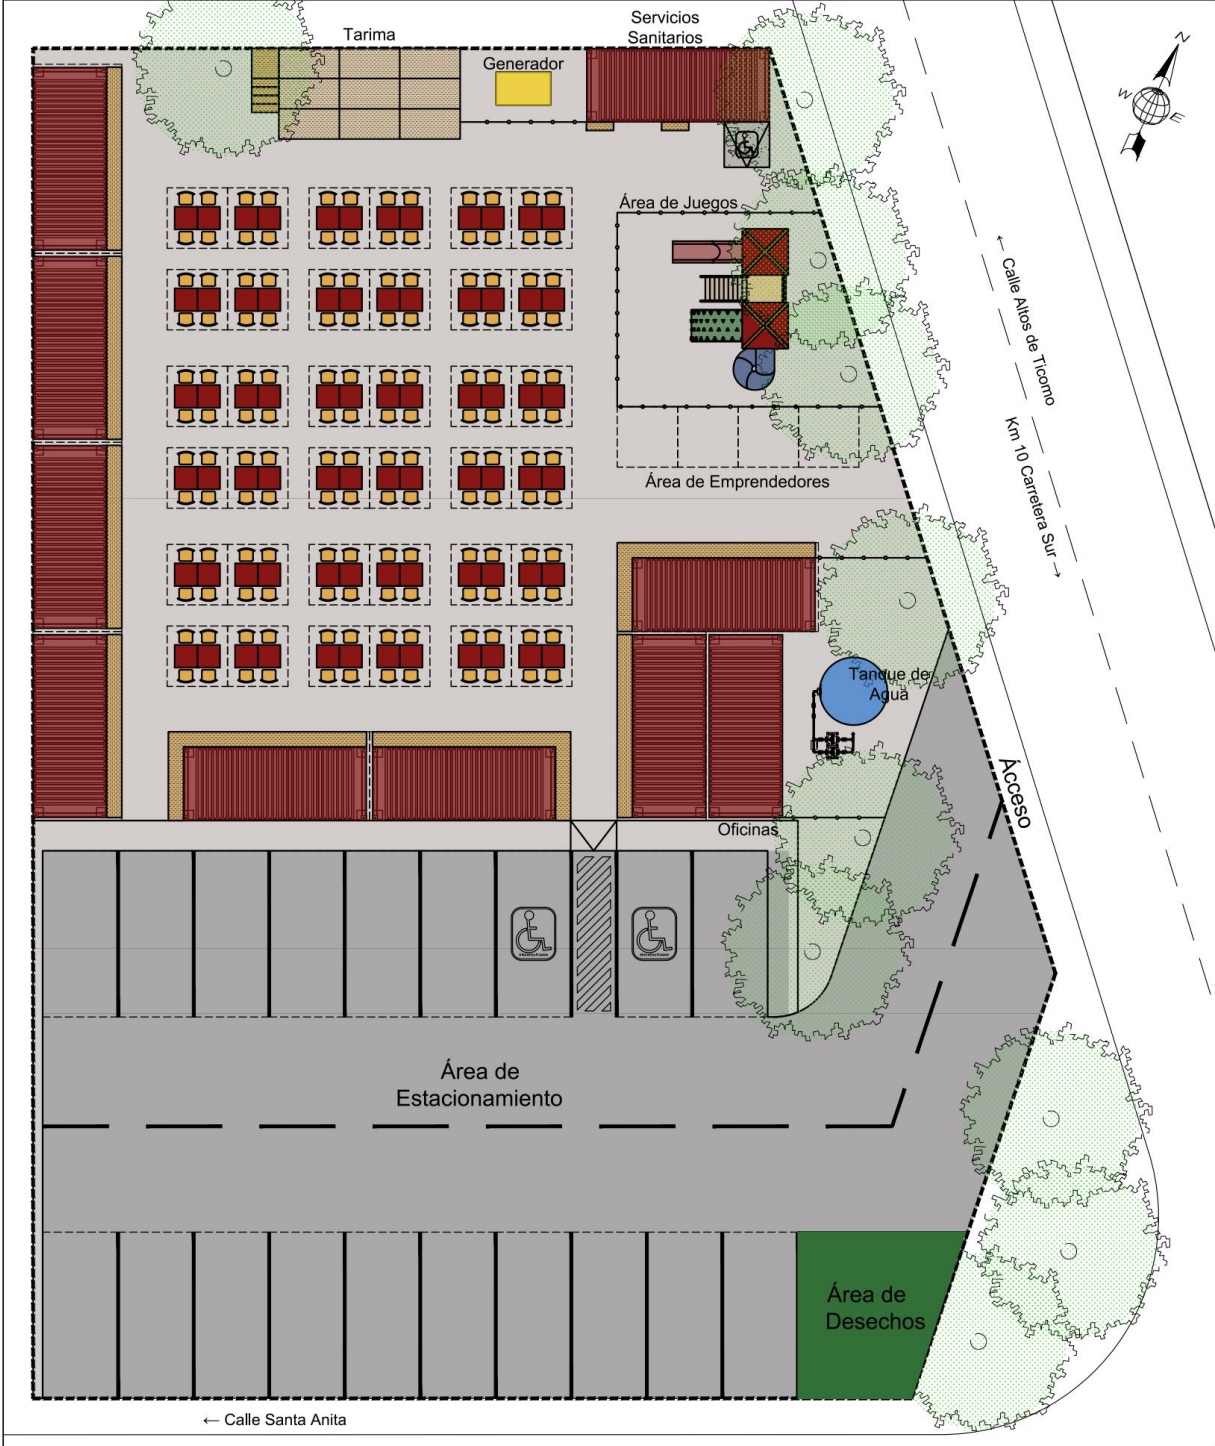 Servicios
Sanitarios
Tarima
Generador
N
W
E
Área de Juegos
← Calle Altos de Ticomo
Km 10 Carretera Sur →
Área de Emprendedores
Tanque de
Agua
Ácceso
Oficinas
Área de
Estacionamiento
Área de
Desechos
← Calle Santa Anita